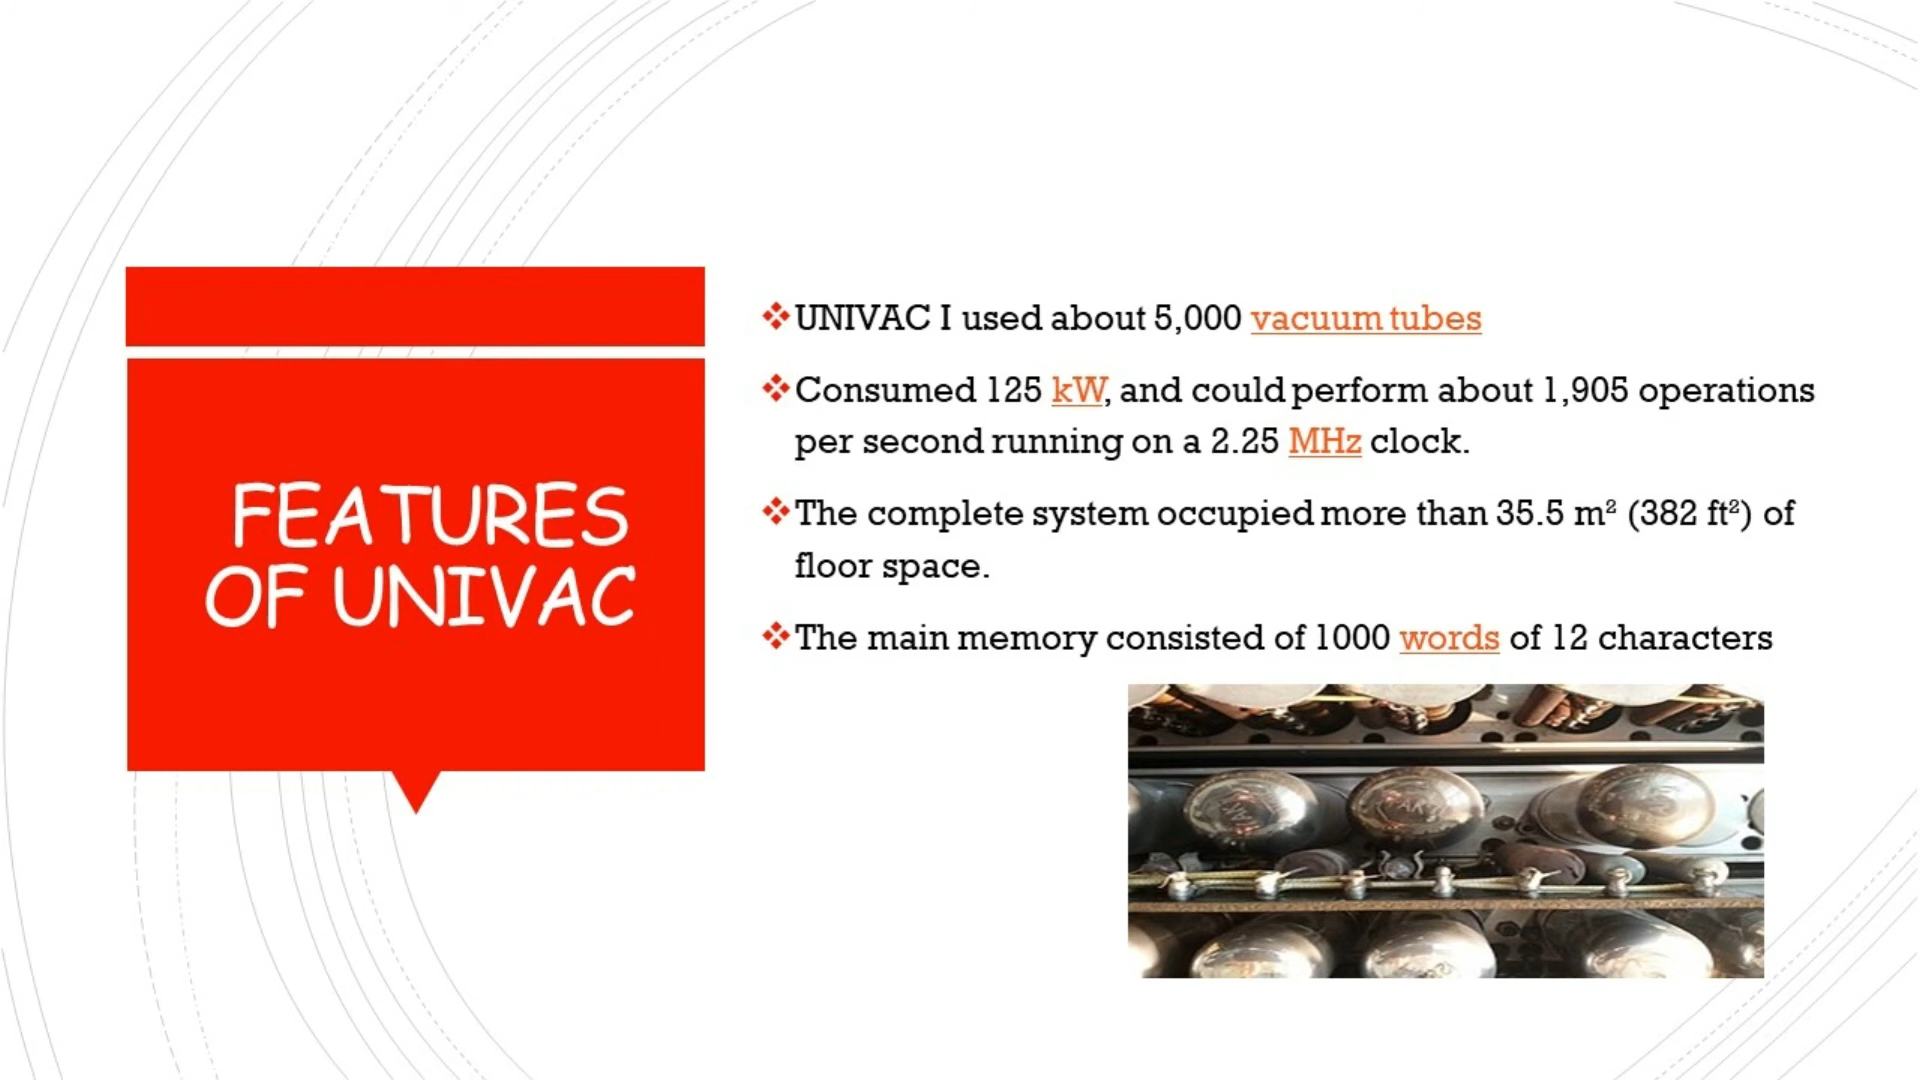 FEATURES
OF UNIVAC
UNIVAC I used about 5,000 vacuum tubes
Consumed 125 kW, and could perform about 1,905 operations
per second running on a 2.25 MHz clock.
The complete system occupied more than 35.5 m² (382 ft²) of
floor space.
The main memory consisted of 1000 words of 12 characters